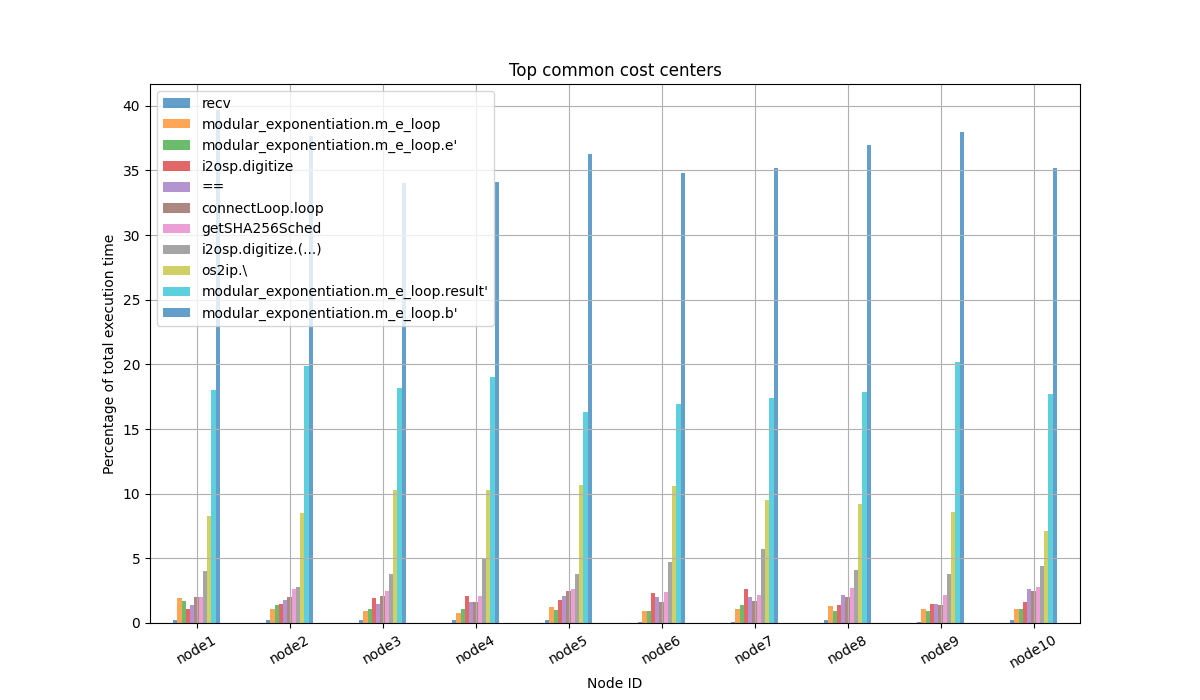 Top common cost centers
40
35
30
25
20
15
10
5
0
Percentage of total execution time
recv
modular_exponentiation.m_e_loop
modular_exponentiation.m_e_loop.e'
i2osp.digitize
==
connectLoop.loop
getSHA256Sched
i2osp.digitize.(...)
os2ip.\
modular_exponentiation.m_e_loop.result'
modular_exponentiation.m_e_loop.b'
node1
node2
node3
node4
node5
node6
node7
node8
node9
node10
Node ID